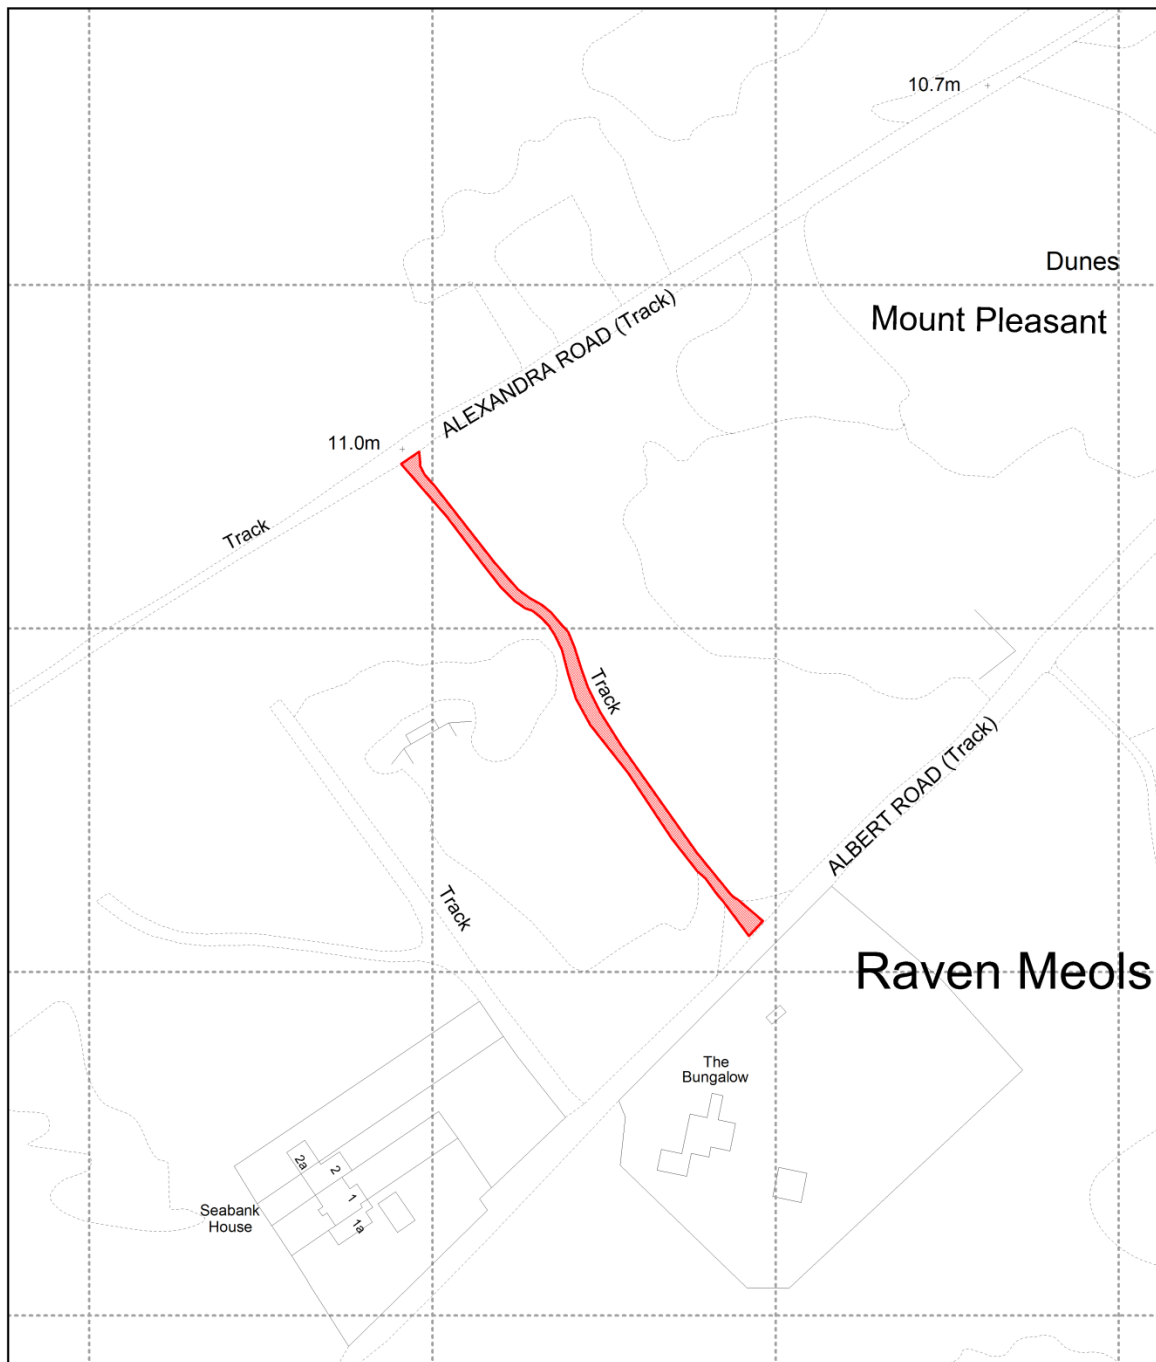 10.7m
Dunes
Mount Pleasant
ALEXANDRA ROAD (Track)
11.0m
Track
Track
ALBERT ROAD (Track)
Track
Raven Meols
The
Bungalow
2a
2
1
1a
Seabank
House